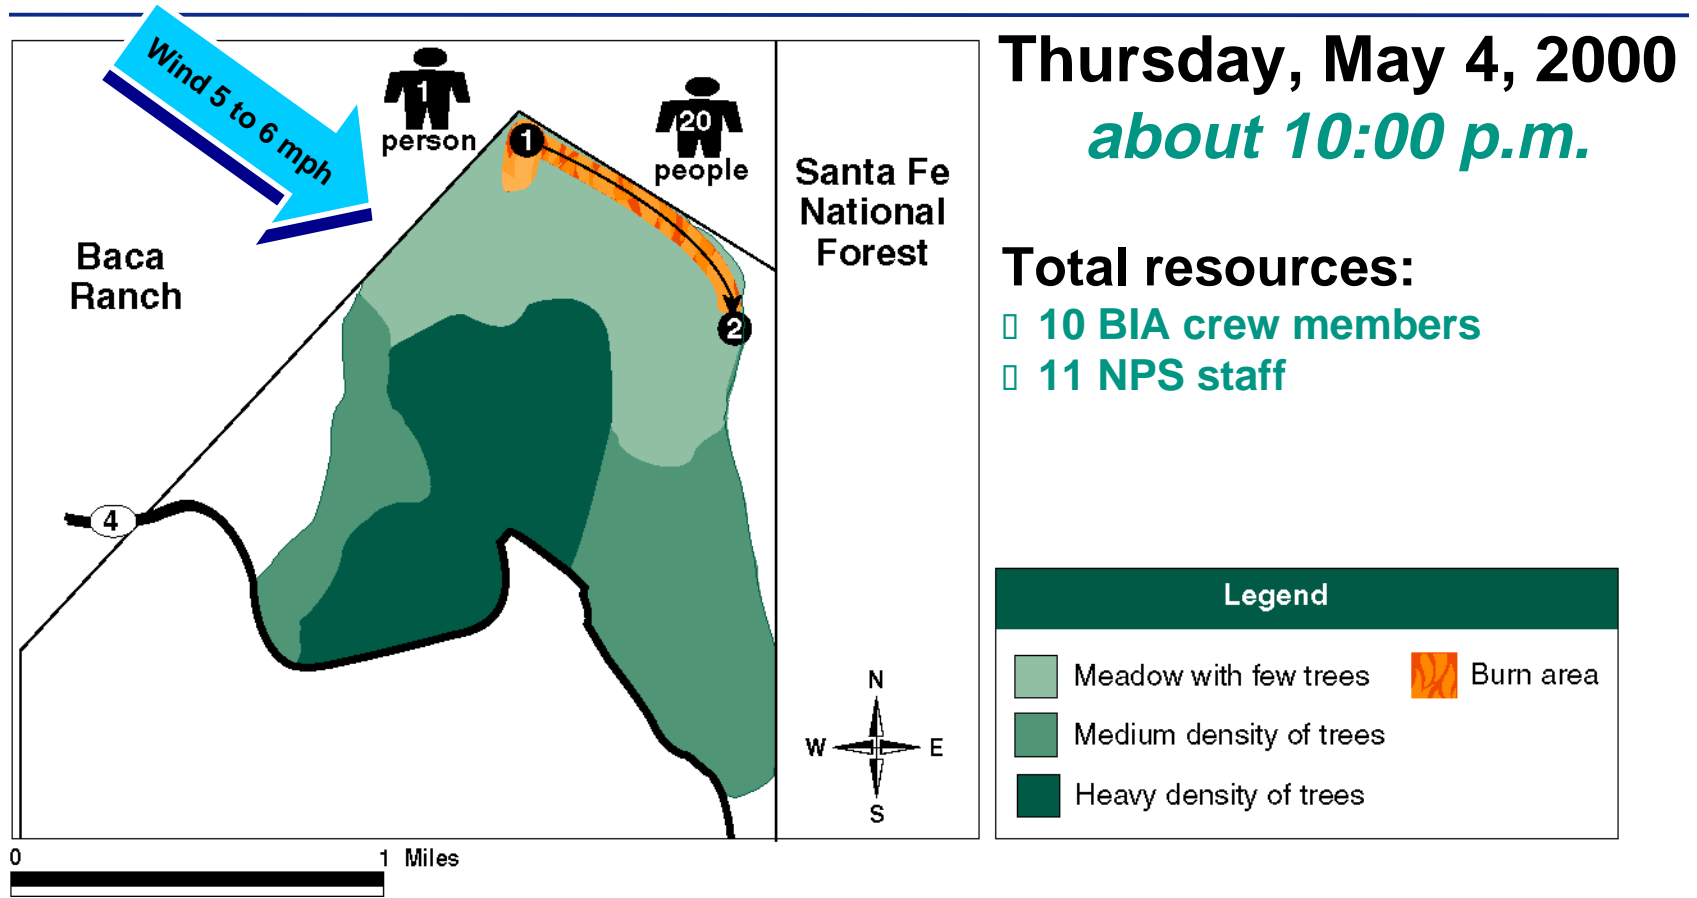 Thursday, May 4, 2000
about 10:00 p.m.
Wind 5 to 6 mph
1
person
20
people
1
2
Baca
Ranch
Santa Fe
National
Forest
4
N
W
E
S
0
1 Miles
Total resources:
10 BIA crew members
11 NPS staff
Legend
Meadow with few trees
Burn area
Medium density of trees
Heavy density of trees